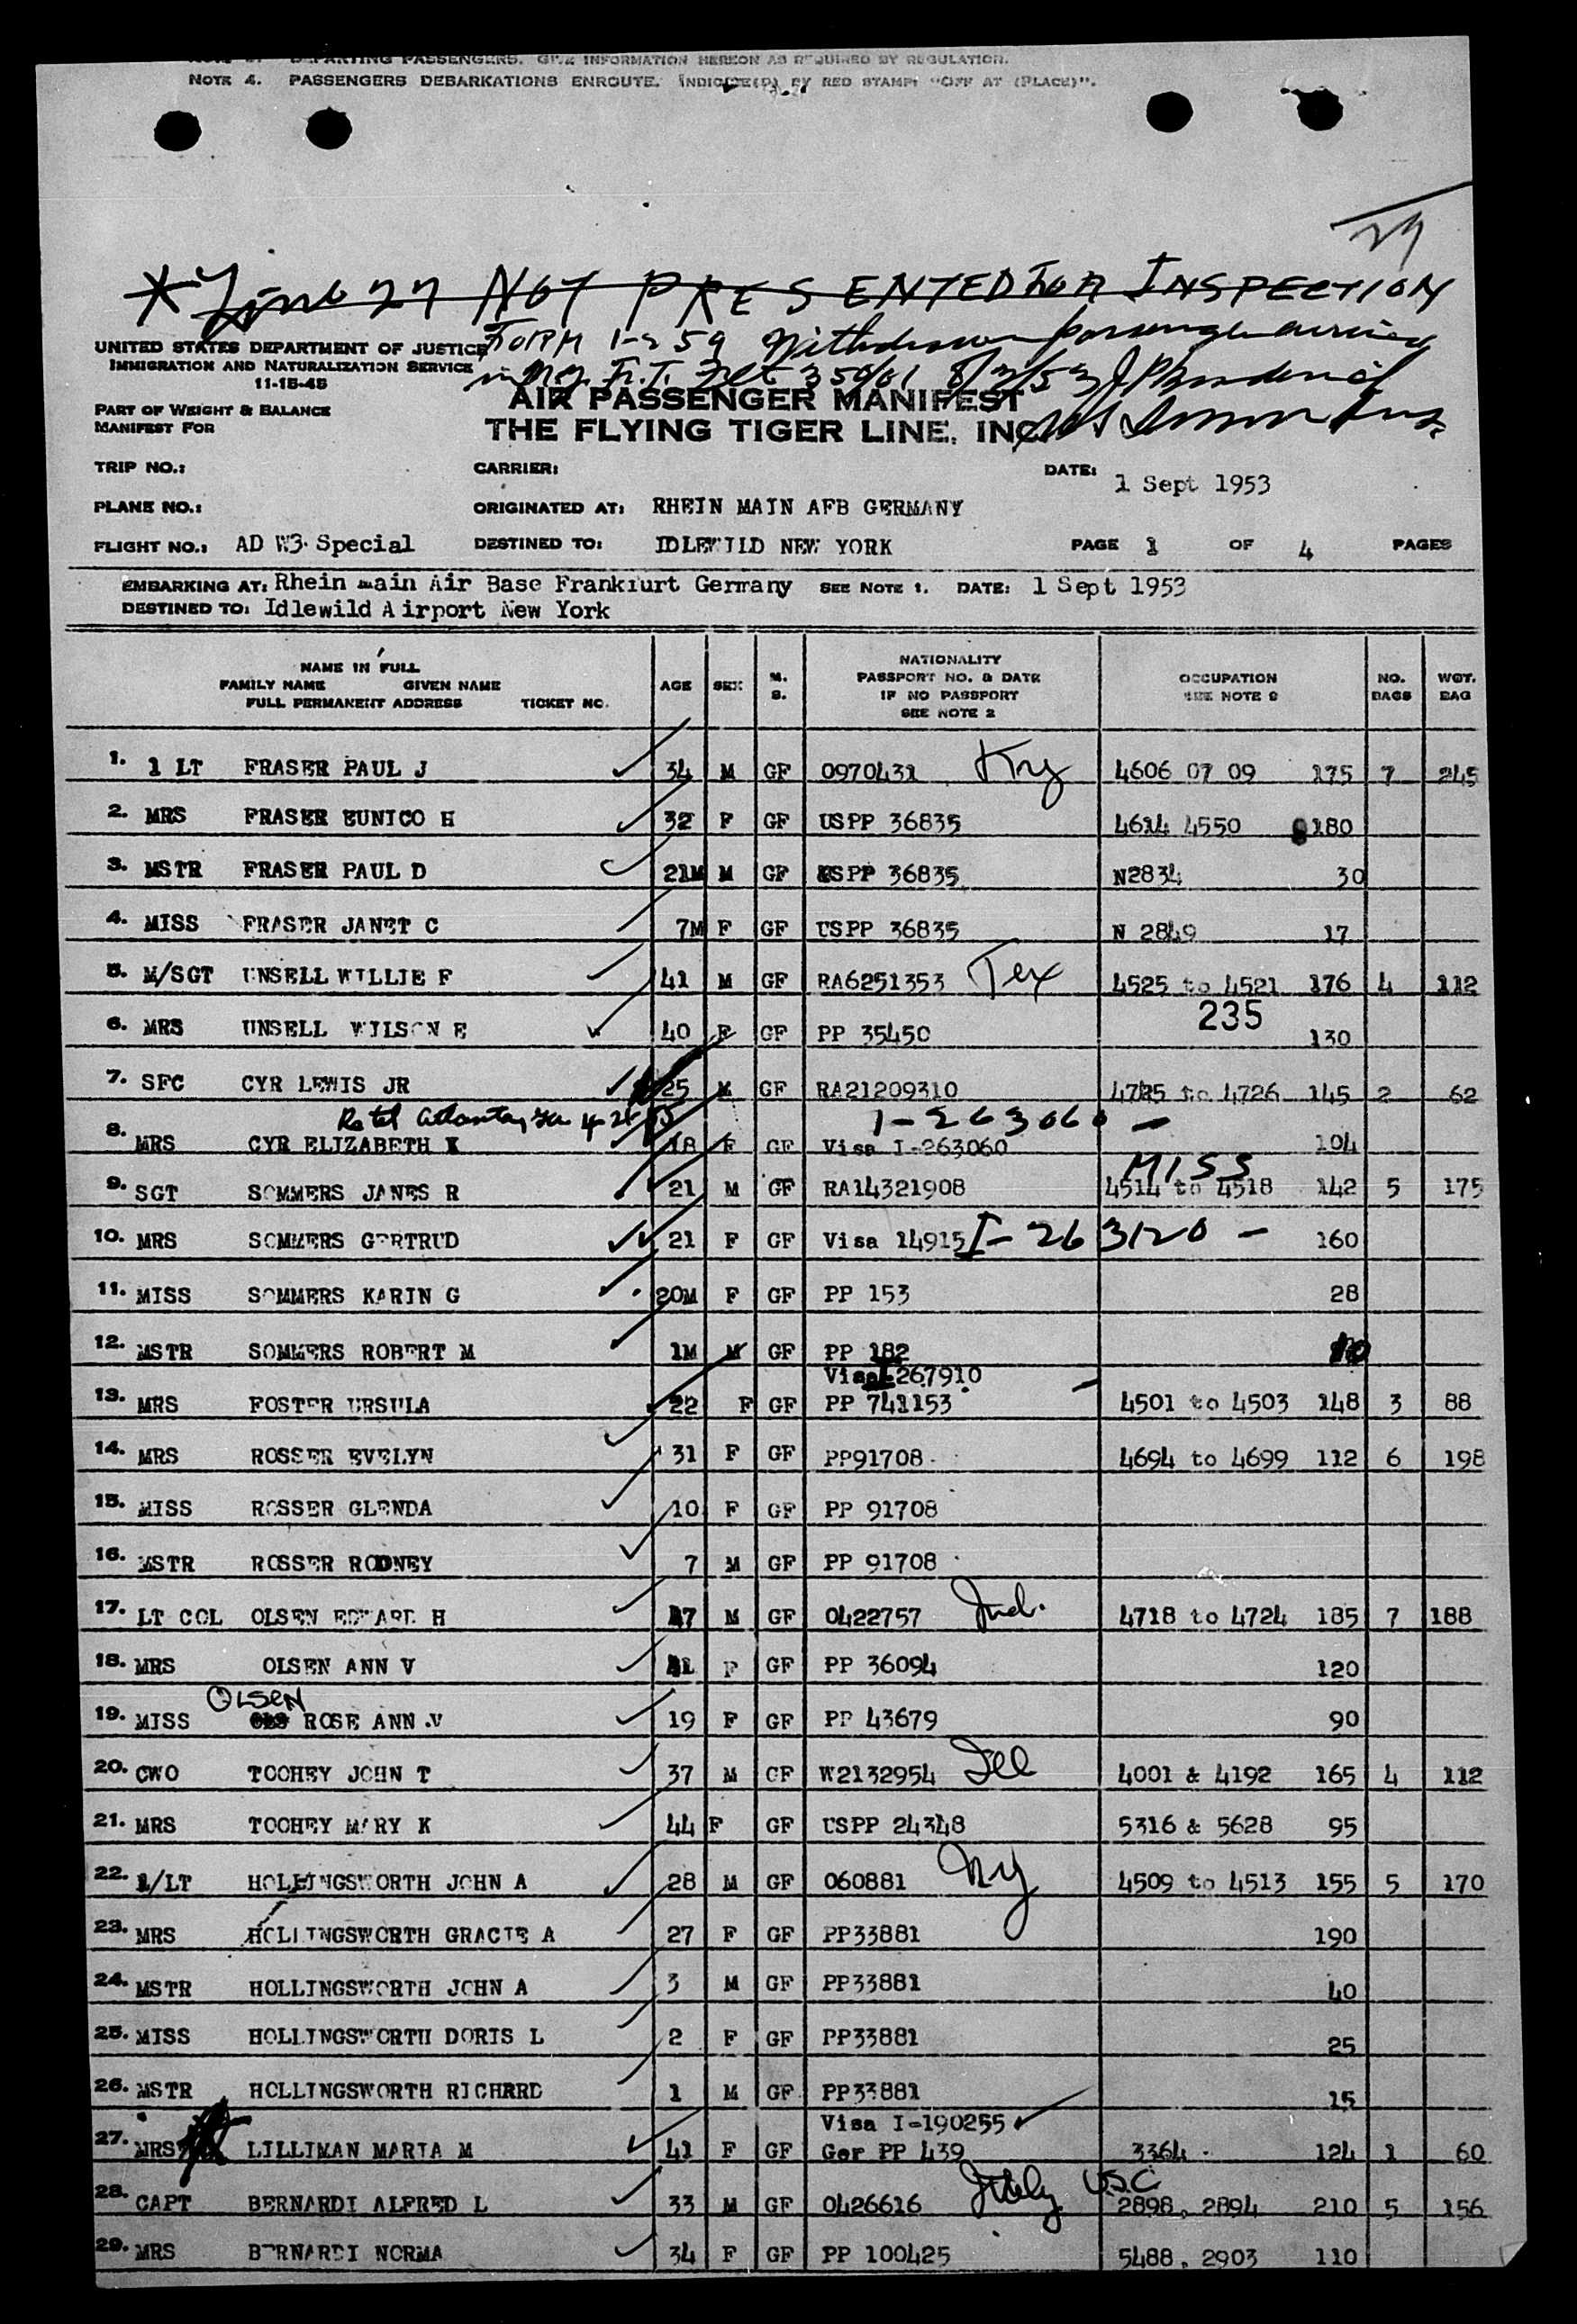 DEPARTING PASSENGERS. GIVE INFORMATION HEREON AS REQUIRED BY REGULATION.
NOTE 4. PASSENGERS DEBARKATIONS ENROUTE. INDICATE(D) BY RED STAMP: "OFF AT (PLACE)".
29
*Line 27 NOT PRESENTED FOR INSPECTION
FORM 1-259 Withdrawn passenger
UNITED STATES DEPARTMENT OF JUSTICE
IMMIGRATION AND NATURALIZATION SERVICE
11-15-45
in N.Y. F.T. Flt
AIR PASSENGER MANIFEST
PART OF WEIGHT & BALANCE
MANIFEST FOR
THE FLYING TIGER LINE, INC.
TRIP NO.: CARRIER: DATE: 1 Sept 1953
PLANE NO.: ORIGINATED AT: RHEIN MAIN AFB GERMANY
FLIGHT NO.: AD W3 Special DESTINED TO: IDLEWILD NEW YORK PAGE 1 OF 4 PAGES
EMBARKING AT: Rhein main Air Base Frankfurt Germany SEE NOTE 1. DATE: 1 Sept 1953
DESTINED TO: Idlewild Airport New York
NAME IN FULL
FAMILY NAME GIVEN NAME
FULL PERMANENT ADDRESS TICKET NO.
AGE SEX M. S.
NATIONALITY
PASSPORT NO. & DATE
IF NO PASSPORT
SEE NOTE 2
OCCUPATION
SEE NOTE
NO. BAGS
WGT. BAG
1. 1 LT FRASER PAUL J 34 M GF 0970431 Ky 4606 07 09 175 7 245
2. MRS FRASER EUNICO H 32 F GF USPP 36835 4614 4550 180
3. MSTR FRASER PAUL D 21M M GF USPP 36835 N2834 30
4. MISS FRASER JANET C 7M F GF USPP 36835 N 2849 17
5. M/SGT UNSELL WILLIE F 41 M GF RA6251353 Tex 4525 to 4521 176 4 112
235
6. MRS UNSELL WILSON E 40 F GF PP 35450 130
7. SFC CYR LEWIS JR 25 M GF RA21209310 4725 to 4726 145 2 62
Retd Atlanta, Ga 1-263060 -
8. MRS CYR ELIZABETH K 18 F GF Visa I-263060 104
MISS
9. SGT SOMMERS JANES R 21 M GF RA14321908 4514 to 4518 142 5 175
10. MRS SOMMERS GERTRUD 21 F GF Visa 14915 I-263120 - 160
11. MISS SOMMERS KARIN G 20M F GF PP 153 28
12. MSTR SOMMERS ROBERT M 1M M GF PP 182
Visa I-267910
13. MRS FOSTER URSULA 22 F GF PP 741153 4501 to 4503 148 3 88
14. MRS ROSSER EVELYN 31 F GF PP91708 4694 to 4699 112 6 198
15. MISS ROSSER GLENDA 10 F GF PP 91708
16. MSTR ROSSER RODNEY 7 M GF PP 91708
17. LT COL OLSEN EDWARD H 47 M GF 0422757 Ind. 4718 to 4724 185 7 188
18. MRS OLSEN ANN V 41 F GF PP 36094 120
OLSEN
19. MISS ROSE ANN V 19 F GF PP 43679 90
20. CWO TOOHEY JOHN T 37 M GF W2132954 Ill 4001 & 4192 165 4 112
21. MRS TOOHEY MARY K 44 F GF USPP 24348 5316 & 5628 95
22. 1/LT HOLLINGSWORTH JOHN A 28 M GF 060881 NY 4509 to 4513 155 5 170
23. MRS HOLLINGSWORTH GRACIE A 27 F GF PP33881 190
24. MSTR HOLLINGSWORTH JOHN A 3 M GF PP33881 40
25. MISS HOLLINGSWORTH DORIS L 2 F GF PP33881 25
26. MSTR HOLLINGSWORTH RICHRRD 1 M GF PP33881 15
Visa I-190255
27. MRS LILLIMAN MARIA M 41 F GF Ger PP 439 3364 124 1 60
28. CAPT BERNARDI ALFRED L 33 M GF 0426616 Italy U.S.C 2898, 2894 210 5 156
29. MRS BERNARDI NORMA 34 F GF PP 100425 5488, 2903 110